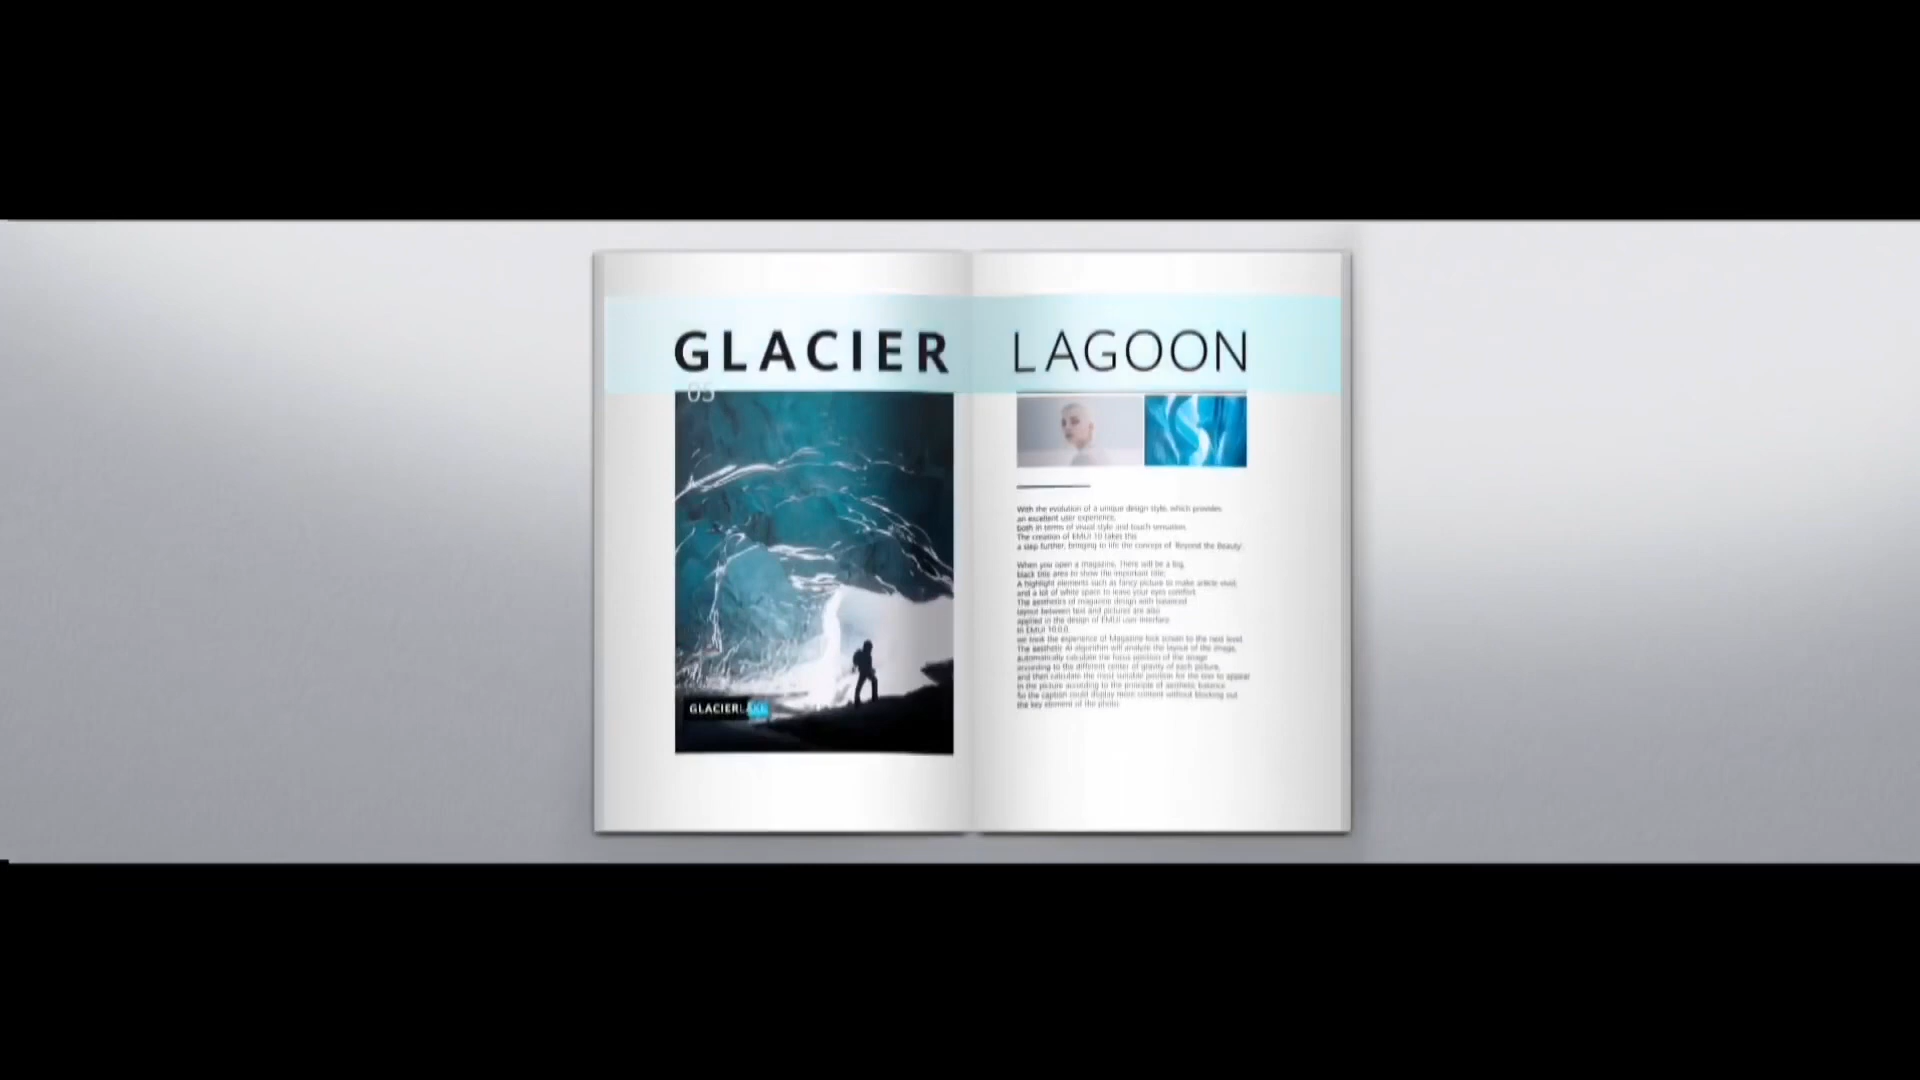 GLACIER LAGOON
05
GLACIERLAKE
With the evolution of a unique design style, which provides
an excellent user experience,
both in terms of visual style and touch sensation.
The creation of EMUI 10 takes this
a step further, bringing to life the concept of 'Beyond the Beauty'.
When you open a magazine, There will be a big,
black title area to show the important title;
A highlight elements such as fancy picture to make article vivid;
and a lot of white space to leave your eyes comfort.
The aesthetics of magazine design with balanced
layout between text and pictures are also
applied in the design of EMUI user interface.
In EMUI 10.0.0,
we took the experience of Magazine lock screen to the next level.
The aesthetic AI algorithm will analyze the layout of the image,
automatically calculate the focus position of the image
according to the different center of gravity of each picture,
and then calculate the most suitable position for the text to appear
in the picture according to the principle of aesthetic balance
So the caption could display more content without blocking out
the key element of the photo.